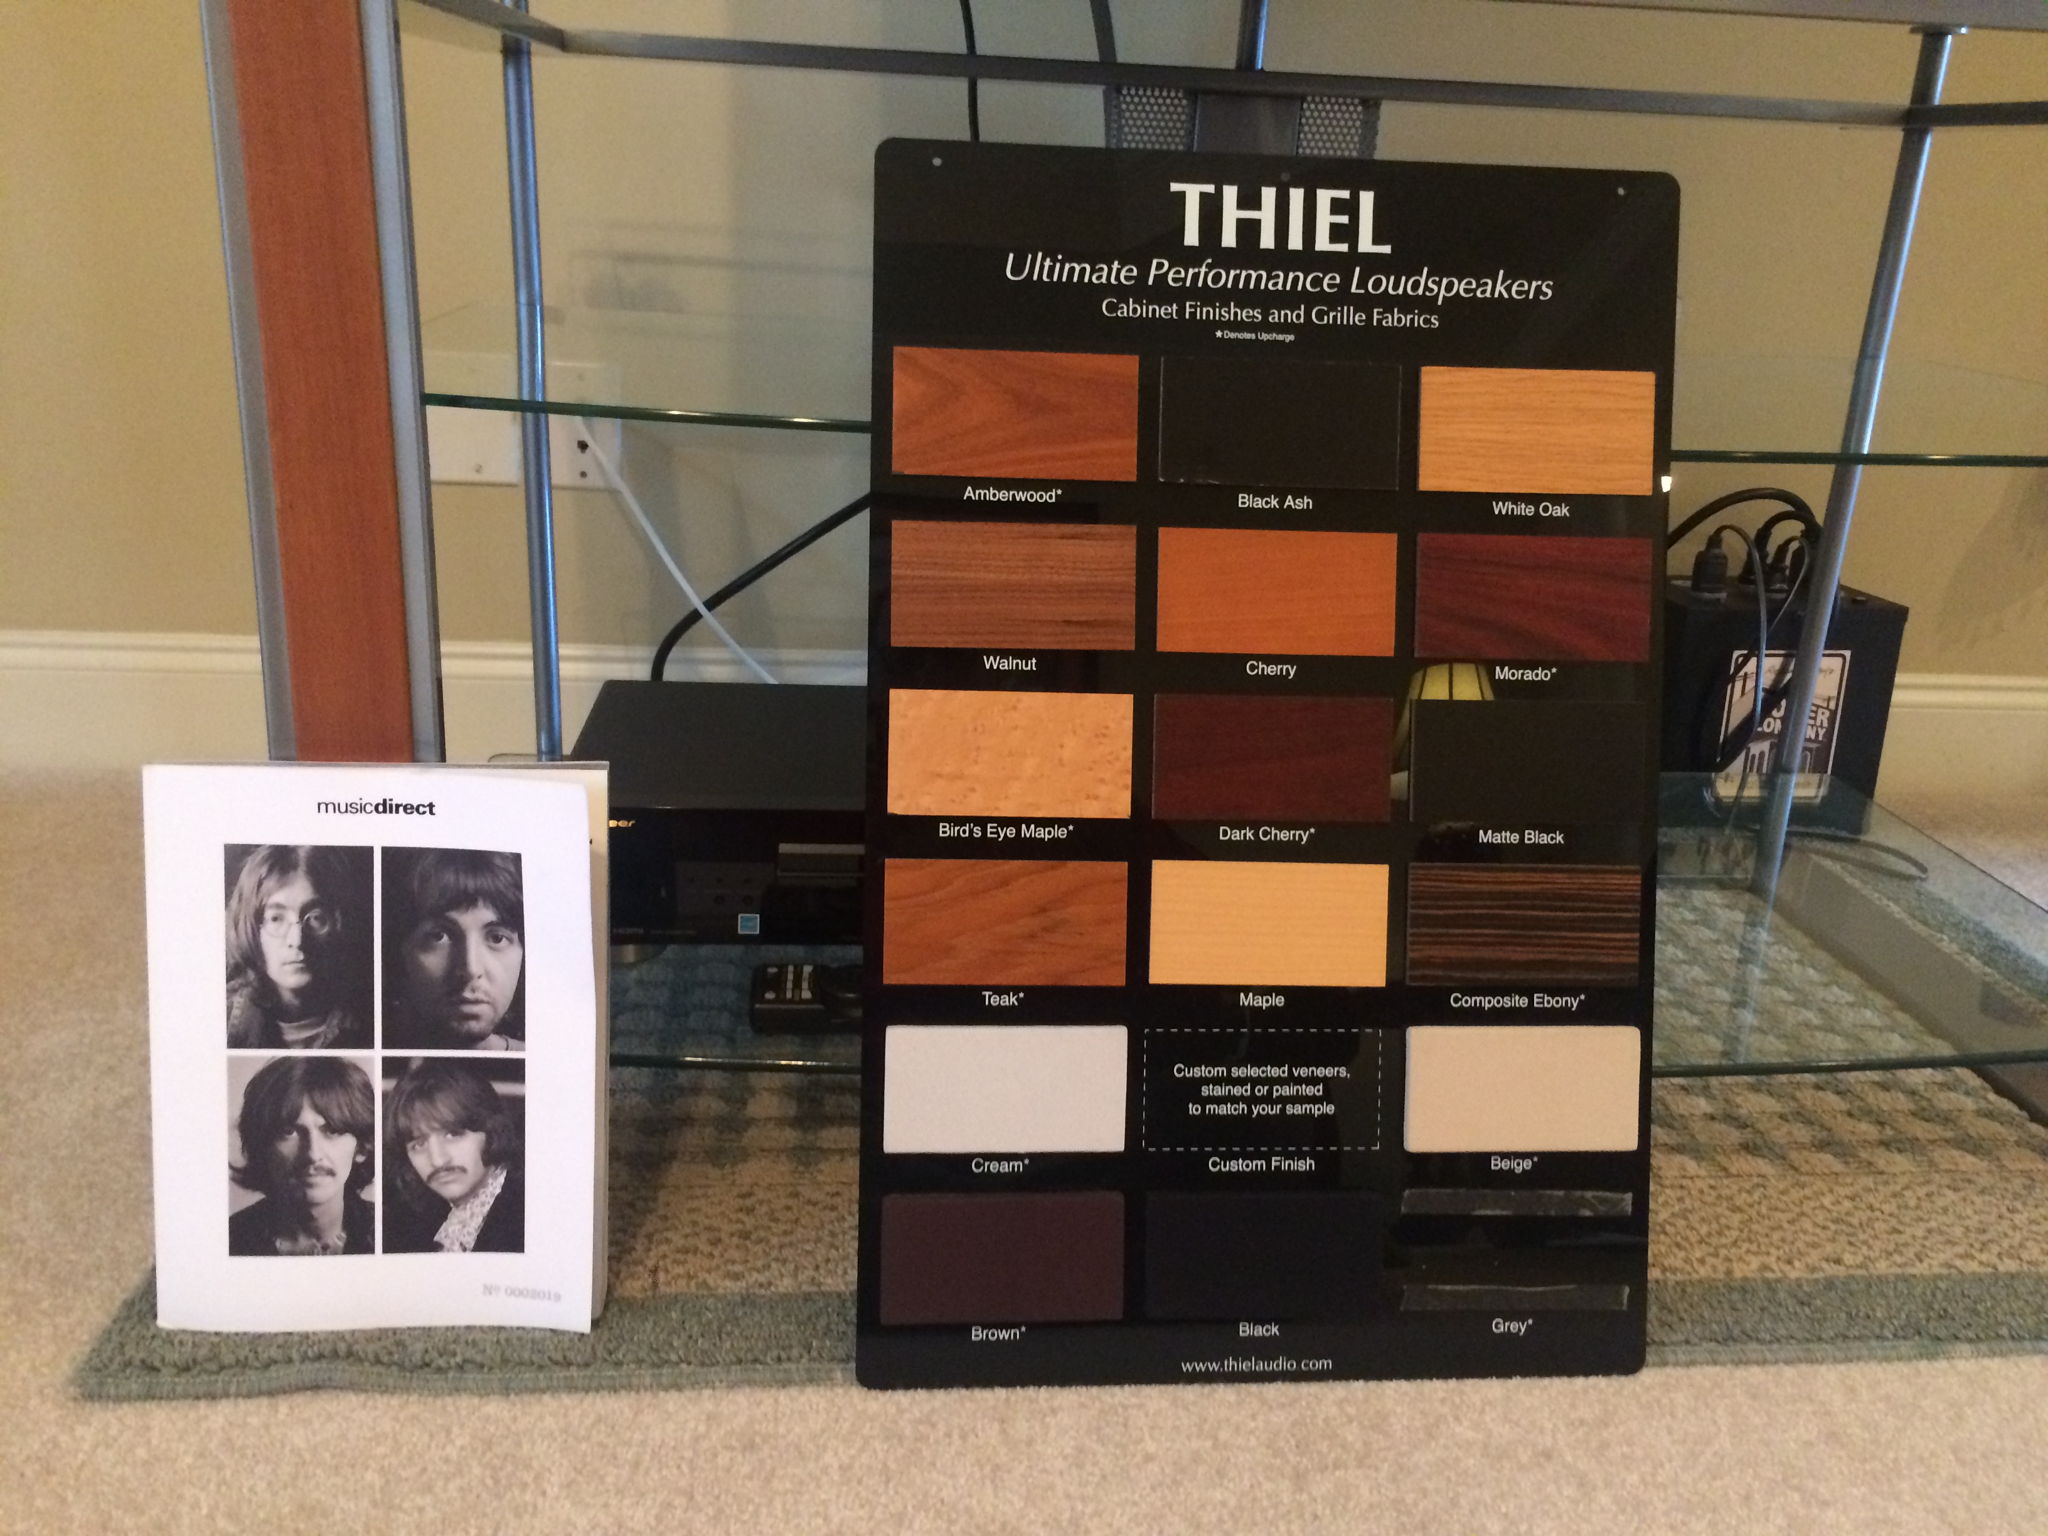 musicdirect
Nº 0002019
THIEL
Ultimate Performance Loudspeakers
Cabinet Finishes and Grille Fabrics
*Denotes Upcharge
Amberwood*
Black Ash
White Oak
Walnut
Cherry
Morado*
Bird's Eye Maple*
Dark Cherry*
Matte Black
Teak*
Maple
Composite Ebony*
Cream*
Custom selected veneers,
stained or painted
to match your sample
Custom Finish
Beige*
Brown*
Black
Grey*
www.thielaudio.com